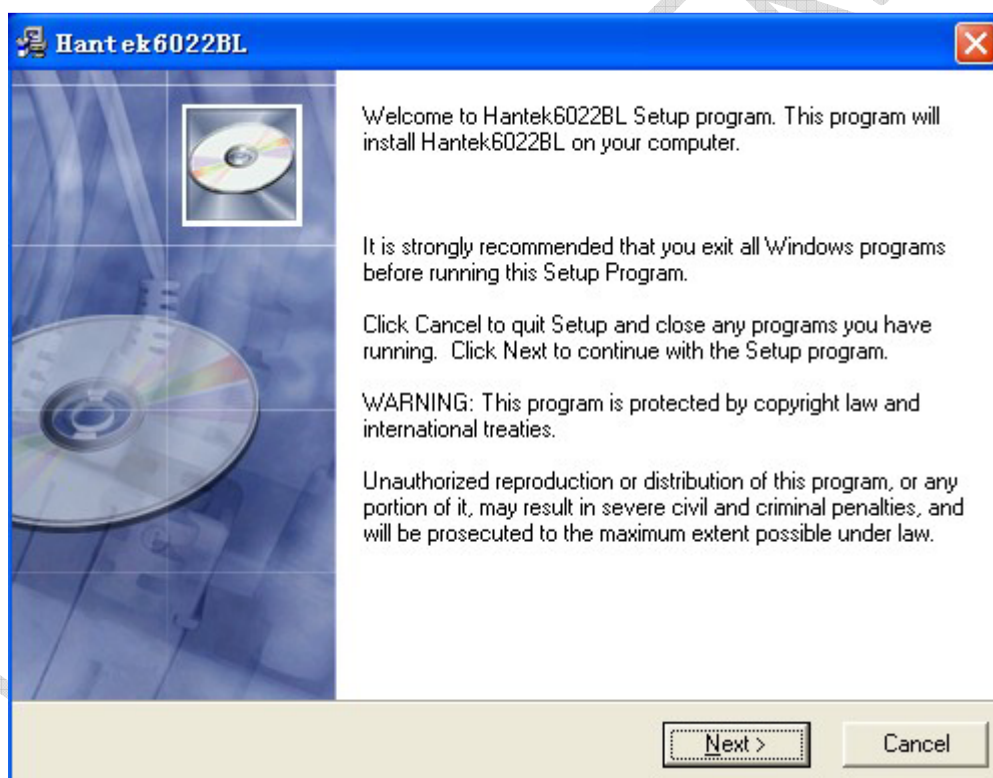 Hantek6022BL
Welcome to Hantek6022BL Setup program. This program will
install Hantek6022BL on your computer.
It is strongly recommended that you exit all Windows programs
before running this Setup Program.
Click Cancel to quit Setup and close any programs you have
running. Click Next to continue with the Setup program.
WARNING: This program is protected by copyright law and
international treaties.
Unauthorized reproduction or distribution of this program, or any
portion of it, may result in severe civil and criminal penalties, and
will be prosecuted to the maximum extent possible under law.
Next > Cancel